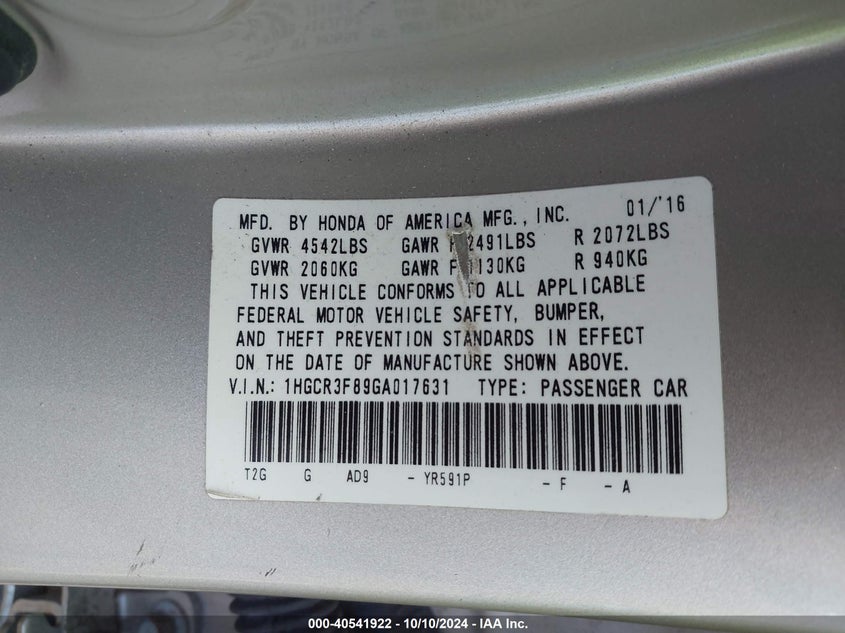 MFD. BY HONDA OF AMERICA MFG., INC. 01/'16
GVWR 4542LBS GAWR F 2491LBS R 2072LBS
GVWR 2060KG GAWR F 1130KG R 940KG
THIS VEHICLE CONFORMS TO ALL APPLICABLE
FEDERAL MOTOR VEHICLE SAFETY, BUMPER,
AND THEFT PREVENTION STANDARDS IN EFFECT
ON THE DATE OF MANUFACTURE SHOWN ABOVE.
V.I.N.: 1HGCR3F89GA017631 TYPE: PASSENGER CAR
T2G G AD9 - YR591P - F - A
000-40541922 - 10/10/2024 - IAA Inc.